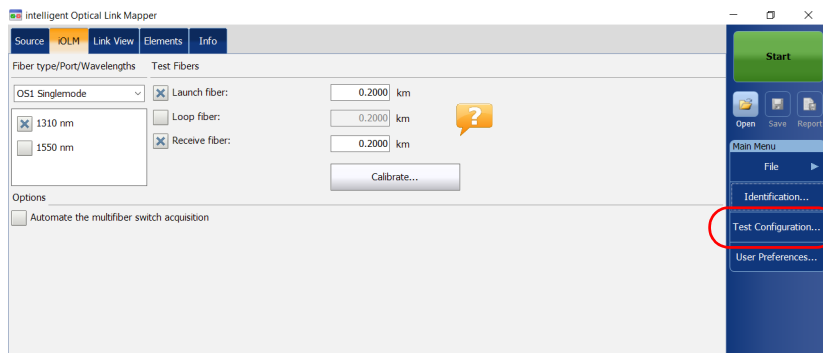 intelligent Optical Link Mapper
Source iOLM Link View Elements Info
Fiber type/Port/Wavelengths Test Fibers
OS1 Singlemode
1310 nm
1550 nm
Launch fiber: 0.2000 km
Loop fiber: 0.2000 km
Receive fiber: 0.2000 km
?
Calibrate...
Options
Automate the multifiber switch acquisition
Start
Open Save Report
Main Menu
File
Identification...
Test Configuration...
User Preferences...